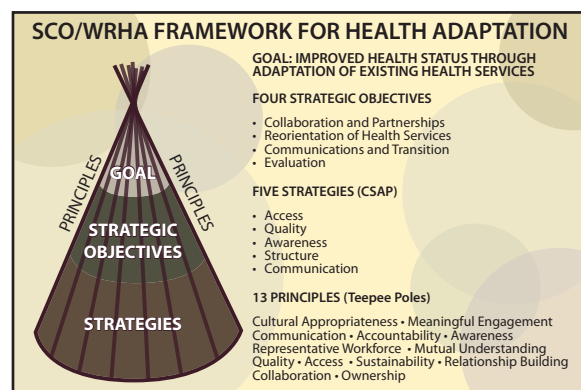 SCO/WRHA FRAMEWORK FOR HEALTH ADAPTATION
PRINCIPLES
PRINCIPLES
GOAL
STRATEGIC
OBJECTIVES
STRATEGIES
GOAL: IMPROVED HEALTH STATUS THROUGH
ADAPTATION OF EXISTING HEALTH SERVICES
FOUR STRATEGIC OBJECTIVES
• Collaboration and Partnerships
• Reorientation of Health Services
• Communications and Transition
• Evaluation
FIVE STRATEGIES (CSAP)
• Access
• Quality
• Awareness
• Structure
• Communication
13 PRINCIPLES (Teepee Poles)
Cultural Appropriateness • Meaningful Engagement
Communication • Accountability • Awareness
Representative Workforce • Mutual Understanding
Quality • Access • Sustainability • Relationship Building
Collaboration • Ownership